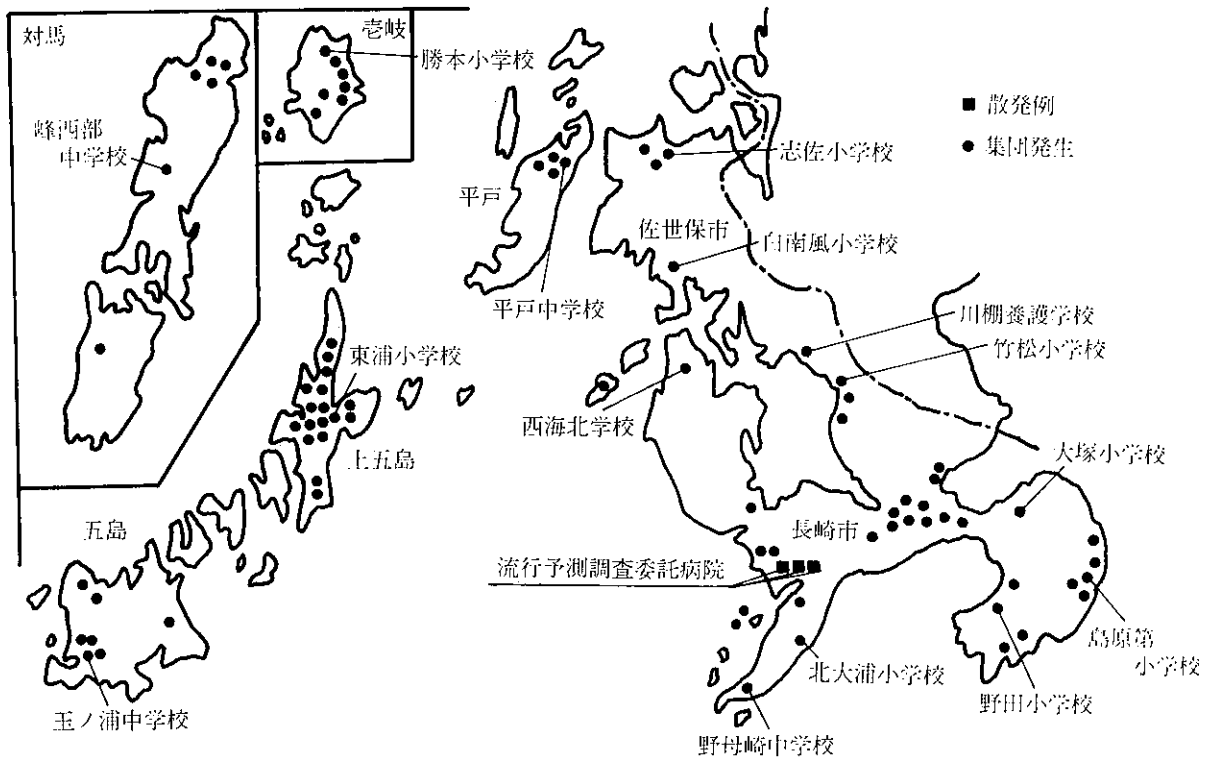 対馬
壱岐
勝本小学校
峰西部
中学校
■ 散発例
● 集団発生
志佐小学校
平戸
佐世保市
白南風小学校
平戸中学校
川棚養護学校
竹松小学校
東浦小学校
西海北学校
上五島
大塚小学校
五島
長崎市
流行予測調査委託病院
島原第
小学校
北大浦小学校
野田小学校
玉ノ浦中学校
野母崎中学校